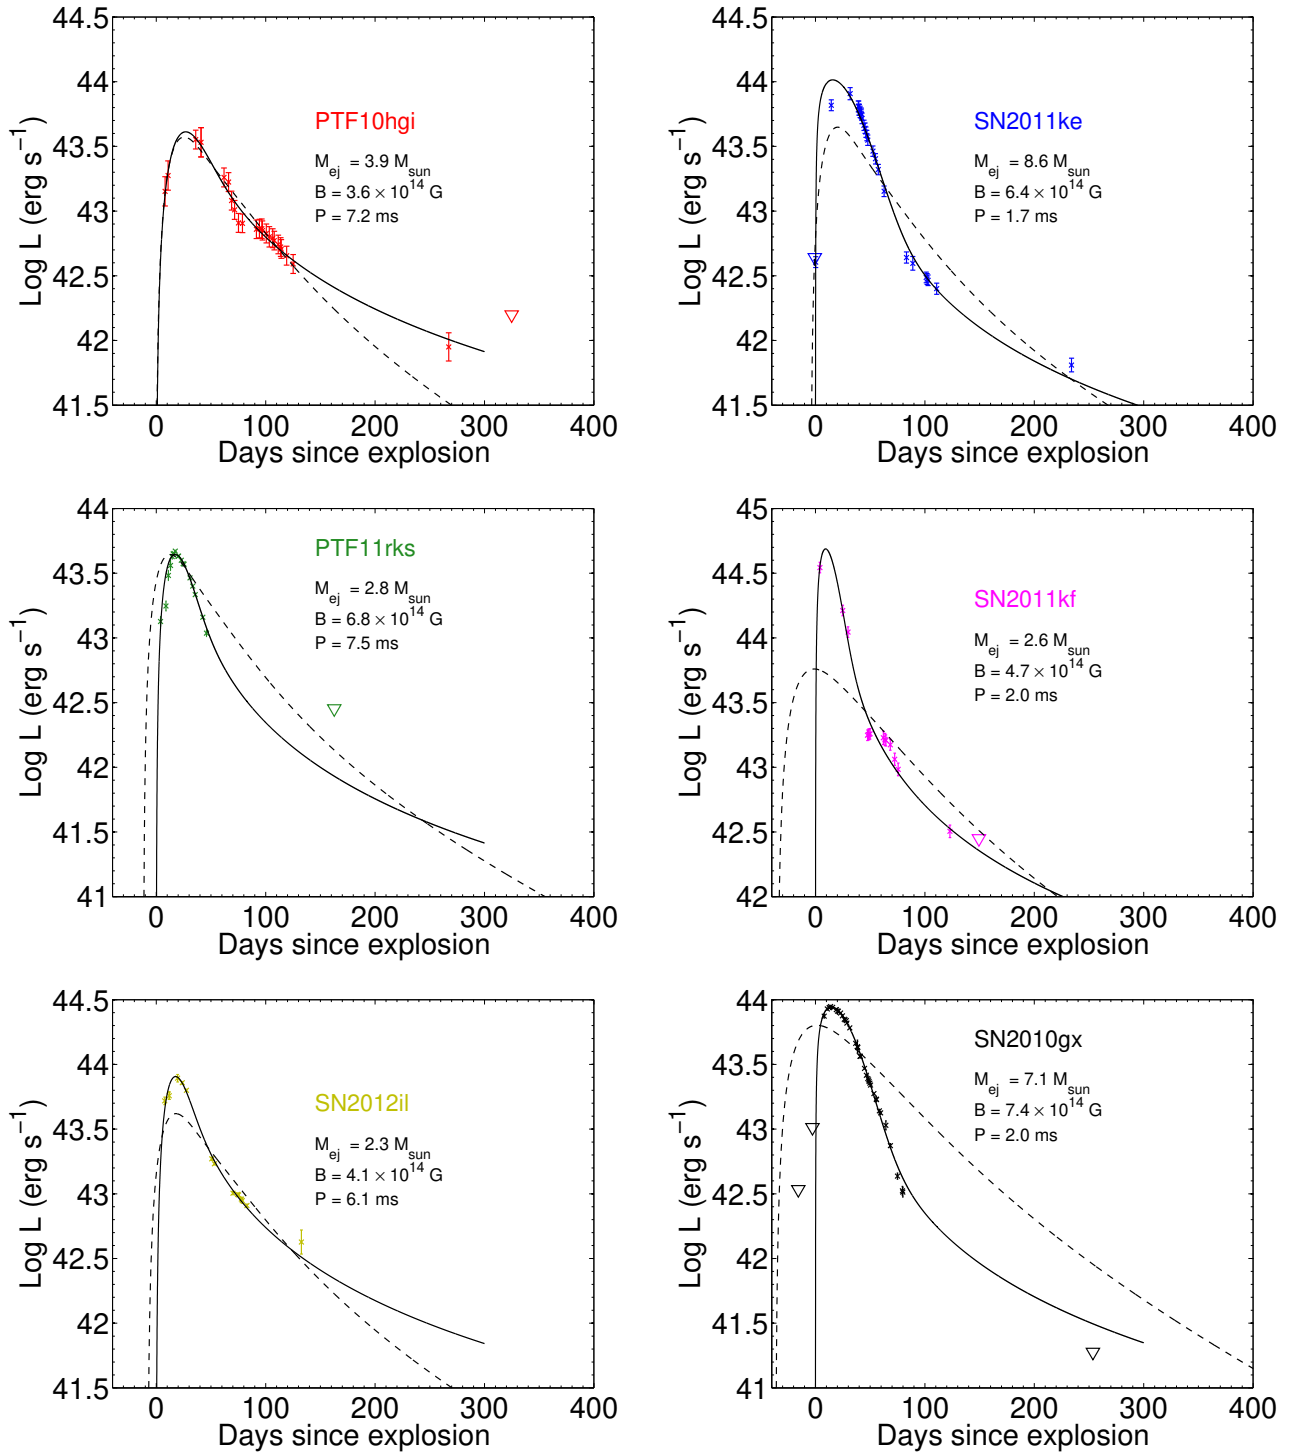 44.5
44
43.5
43
42.5
42
41.5
0
100
200
300
400
Days since explosion
Log L (erg s⁻¹)
PTF10hgi
M_ej = 3.9 M_sun
B = 3.6 × 10^14 G
P = 7.2 ms
44.5
44
43.5
43
42.5
42
41.5
0
100
200
300
400
Days since explosion
Log L (erg s⁻¹)
SN2011ke
M_ej = 8.6 M_sun
B = 6.4 × 10^14 G
P = 1.7 ms
44
43.5
43
42.5
42
41.5
41
0
100
200
300
400
Days since explosion
Log L (erg s⁻¹)
PTF11rks
M_ej = 2.8 M_sun
B = 6.8 × 10^14 G
P = 7.5 ms
45
44.5
44
43.5
43
42.5
42
0
100
200
300
400
Days since explosion
Log L (erg s⁻¹)
SN2011kf
M_ej = 2.6 M_sun
B = 4.7 × 10^14 G
P = 2.0 ms
44.5
44
43.5
43
42.5
42
41.5
0
100
200
300
400
Days since explosion
Log L (erg s⁻¹)
SN2012il
M_ej = 2.3 M_sun
B = 4.1 × 10^14 G
P = 6.1 ms
44
43.5
43
42.5
42
41.5
41
0
100
200
300
400
Days since explosion
Log L (erg s⁻¹)
SN2010gx
M_ej = 7.1 M_sun
B = 7.4 × 10^14 G
P = 2.0 ms